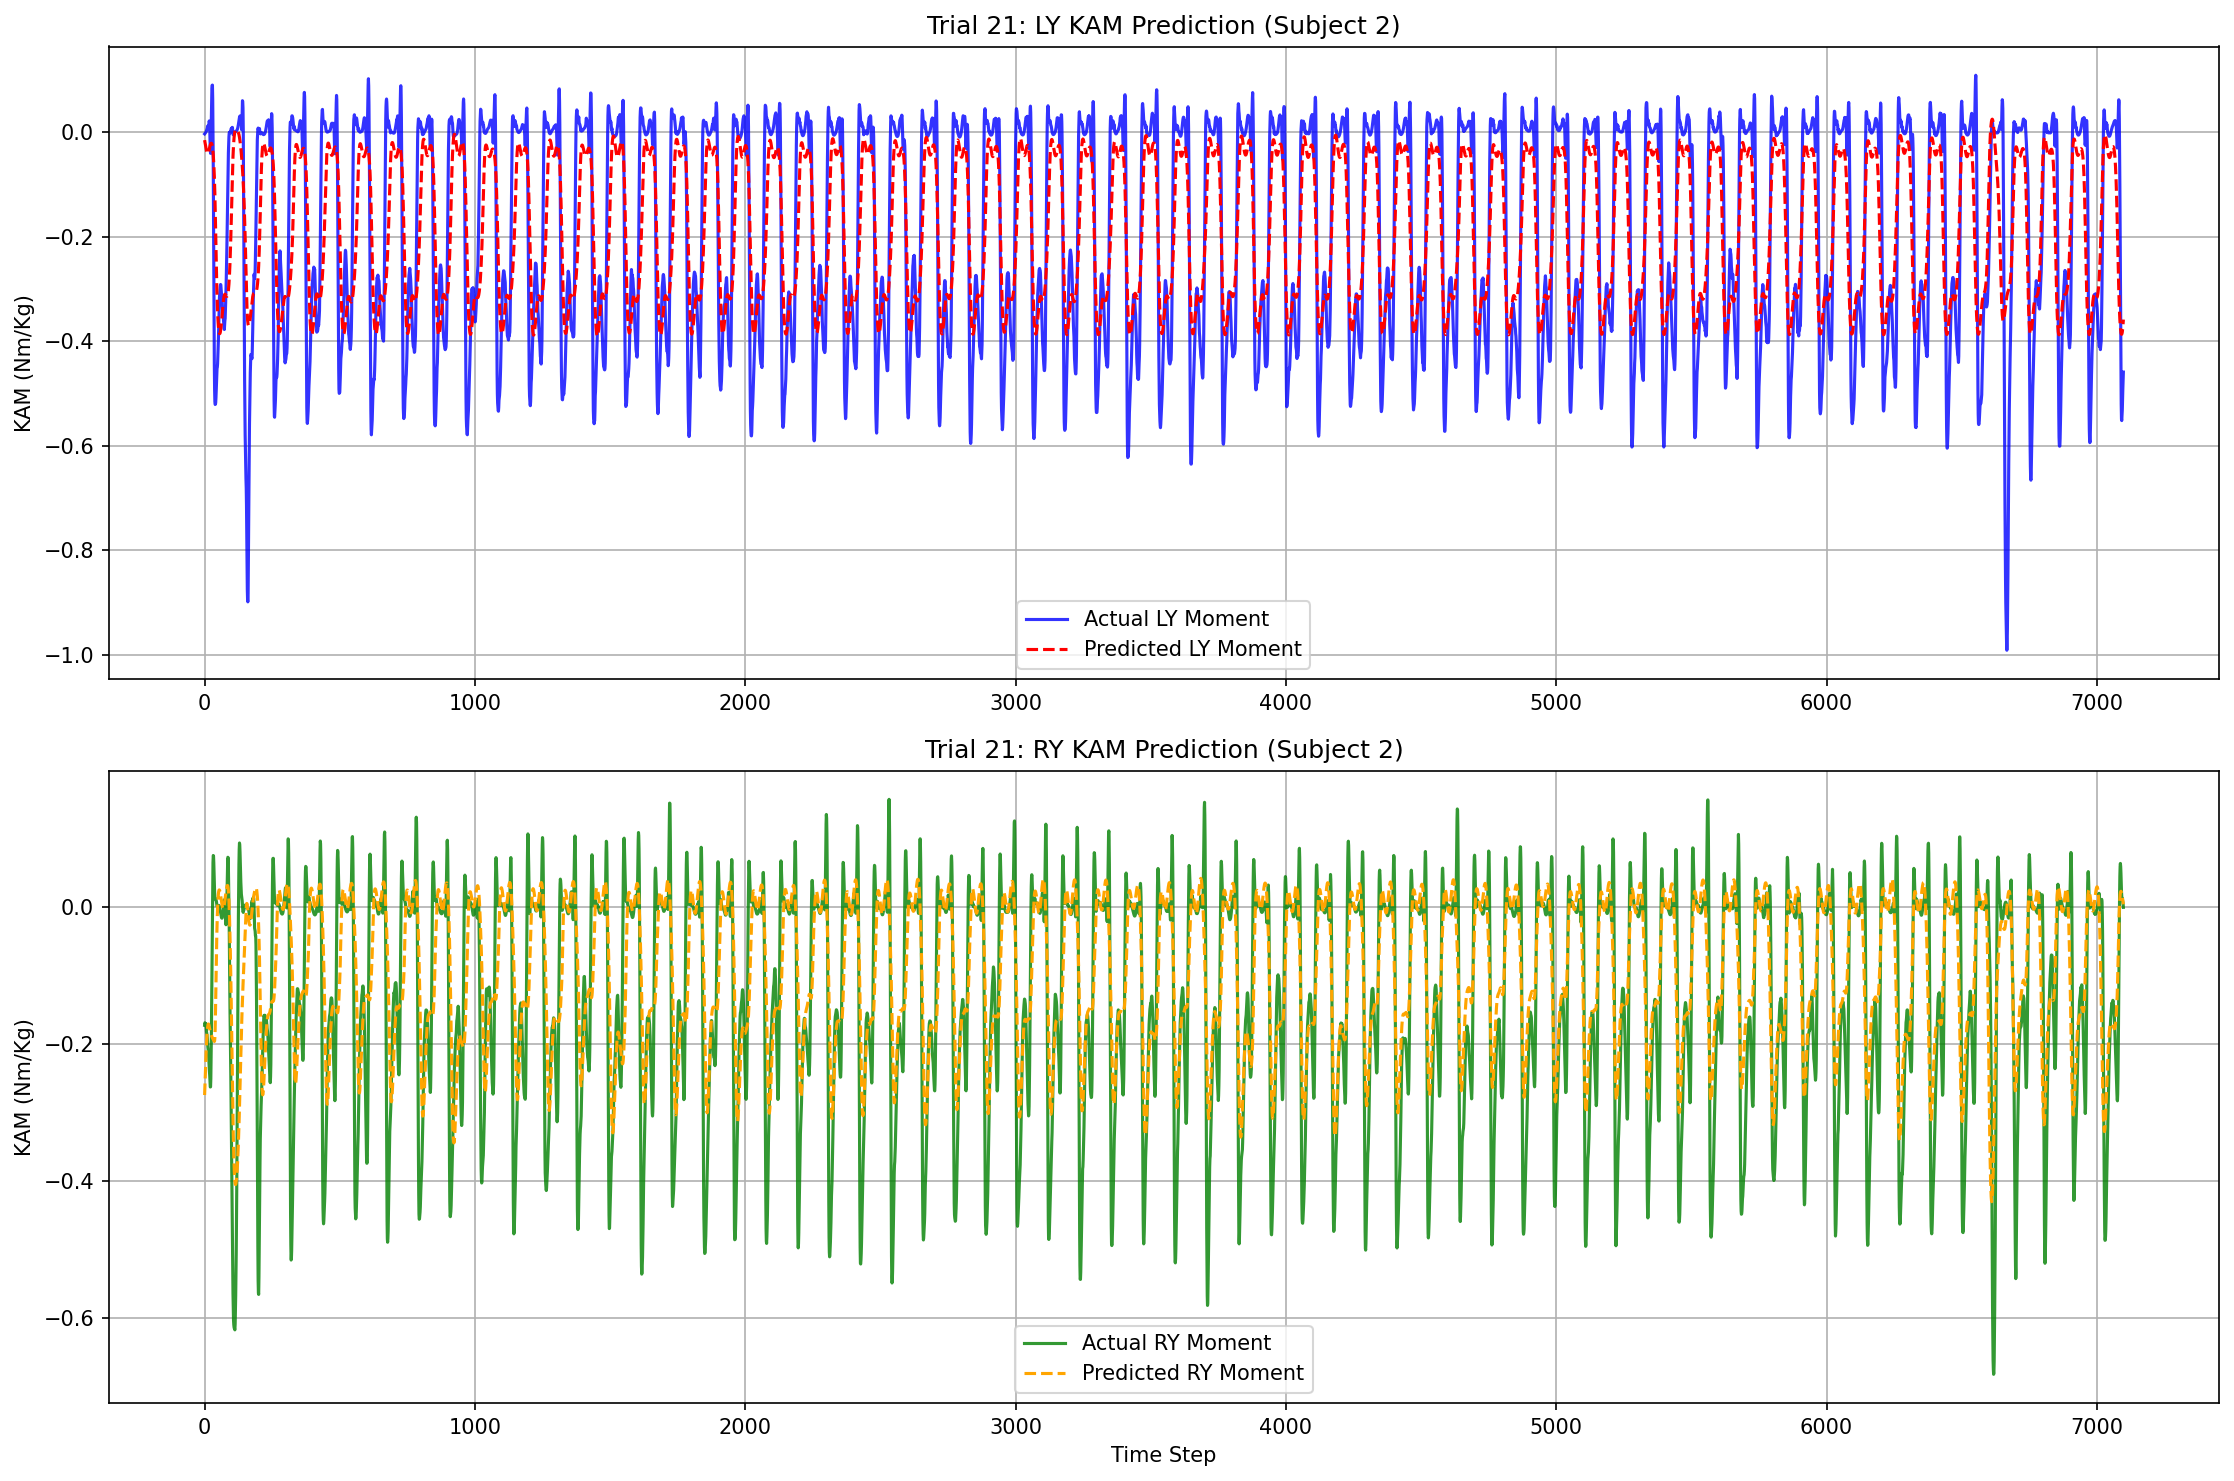 Trial 21: LY KAM Prediction (Subject 2)
KAM (Nm/Kg)
0.0
−0.2
−0.4
−0.6
−0.8
−1.0
Actual LY Moment
Predicted LY Moment
0 1000 2000 3000 4000 5000 6000 7000
Trial 21: RY KAM Prediction (Subject 2)
KAM (Nm/Kg)
0.0
−0.2
−0.4
−0.6
Actual RY Moment
Predicted RY Moment
0 1000 2000 3000 4000 5000 6000 7000
Time Step